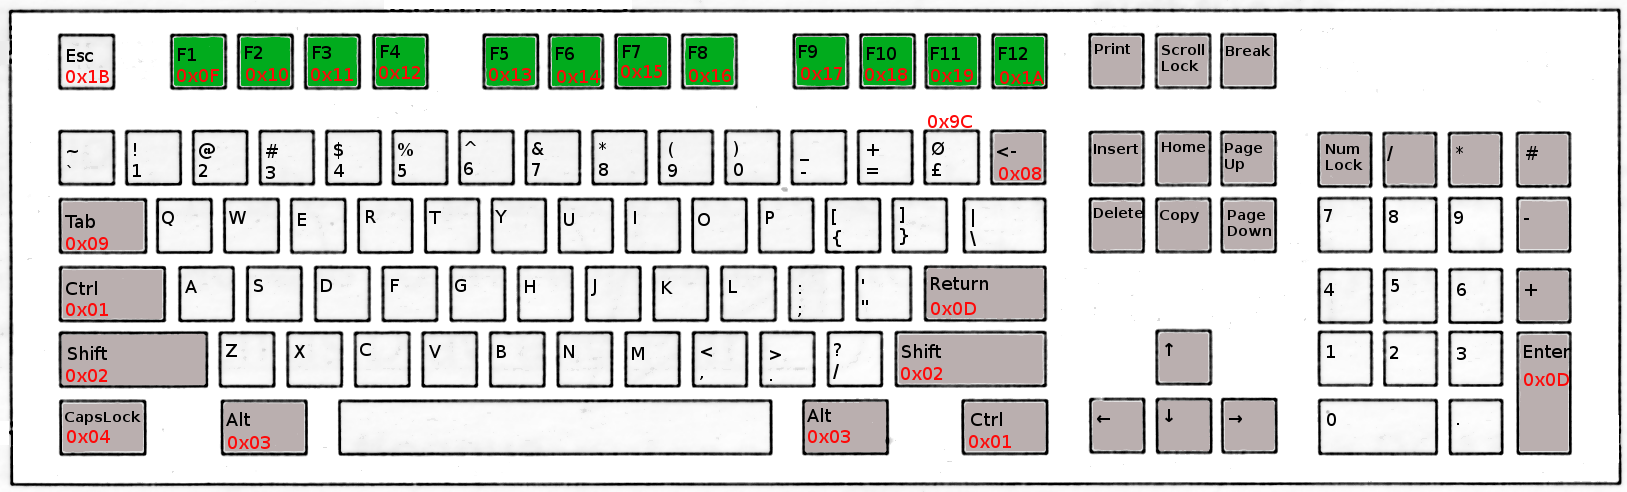 Esc F1 F2 F3 F4 F5 F6 F7 F8 F9 F10 F11 F12 Print Scroll Lock Break
0x1B 0x0F 0x10 0x11 0x12 0x13 0x14 0x15 0x16 0x17 0x18 0x19 0x1A
0x9C
~ ! @ # $ % ^ & * ( ) _ + Ø <- Insert Home Page Up Num Lock / * #
` 1 2 3 4 5 6 7 8 9 0 - = £ 0x08
Tab Q W E R T Y U I O P [ ] | Delete Copy Page Down 7 8 9 -
0x09 { } \
Ctrl A S D F G H J K L : ' Return 4 5 6 +
0x01 ; " 0x0D
Shift Z X C V B N M < > ? Shift ↑ 1 2 3 Enter
0x02 , . / 0x02 0x0D
CapsLock Alt Alt Ctrl ← ↓ → 0 .
0x04 0x03 0x03 0x01